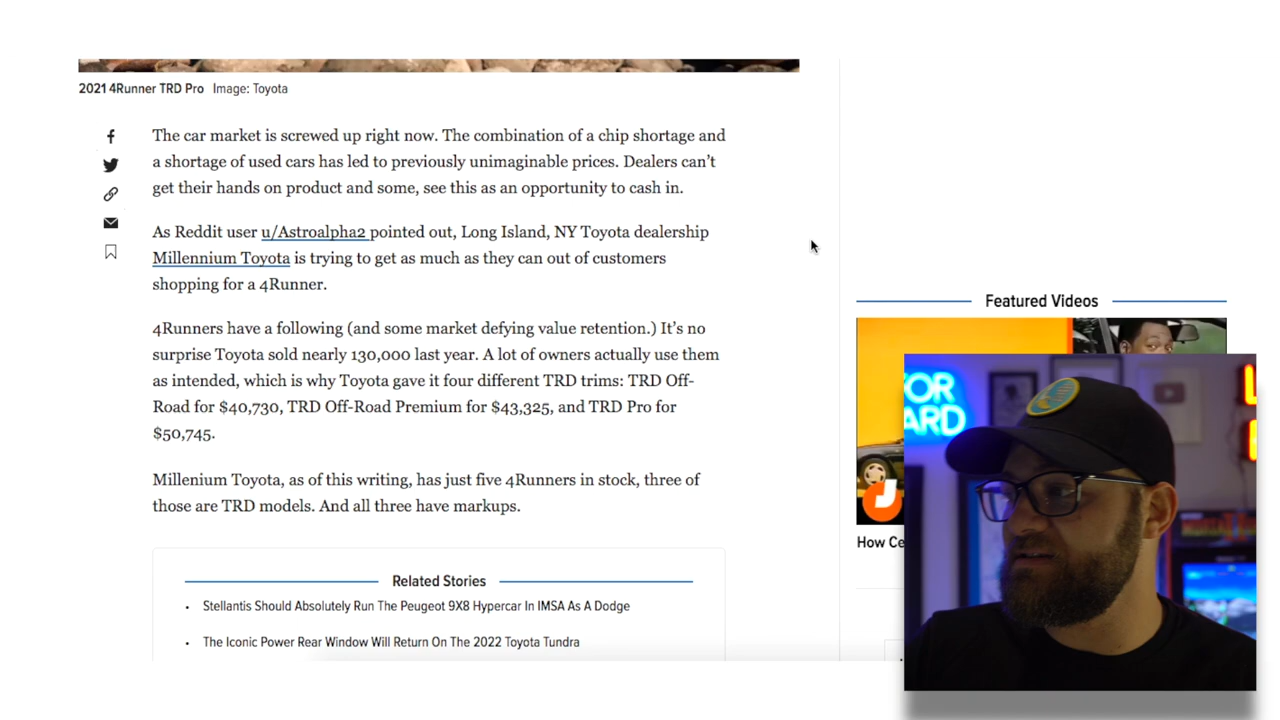 2021 4Runner TRD Pro Image: Toyota
The car market is screwed up right now. The combination of a chip shortage and
a shortage of used cars has led to previously unimaginable prices. Dealers can’t
get their hands on product and some, see this as an opportunity to cash in.
As Reddit user u/Astroalpha2 pointed out, Long Island, NY Toyota dealership
Millennium Toyota is trying to get as much as they can out of customers
shopping for a 4Runner.
4Runners have a following (and some market defying value retention.) It’s no
surprise Toyota sold nearly 130,000 last year. A lot of owners actually use them
as intended, which is why Toyota gave it four different TRD trims: TRD Off-
Road for $40,730, TRD Off-Road Premium for $43,325, and TRD Pro for
$50,745.
Millenium Toyota, as of this writing, has just five 4Runners in stock, three of
those are TRD models. And all three have markups.
Related Stories
Stellantis Should Absolutely Run The Peugeot 9X8 Hypercar In IMSA As A Dodge
The Iconic Power Rear Window Will Return On The 2022 Toyota Tundra
Featured Videos
How Ce
OR
ARD